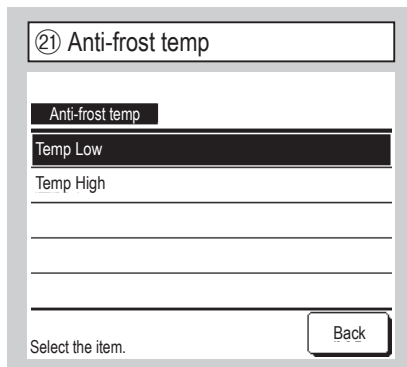 ㉑ Anti-frost temp
Anti-frost temp
Temp Low
Temp High
Select the item.
Back